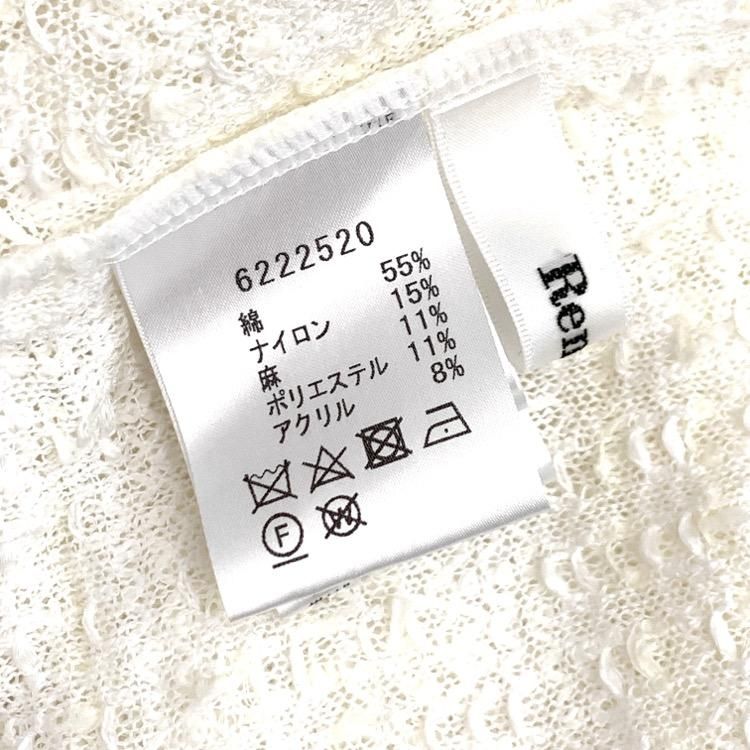 6222520
綿 55%
ナイロン 15%
麻 11%
ポリエステル 11%
アクリル 8%
F
W
Ren